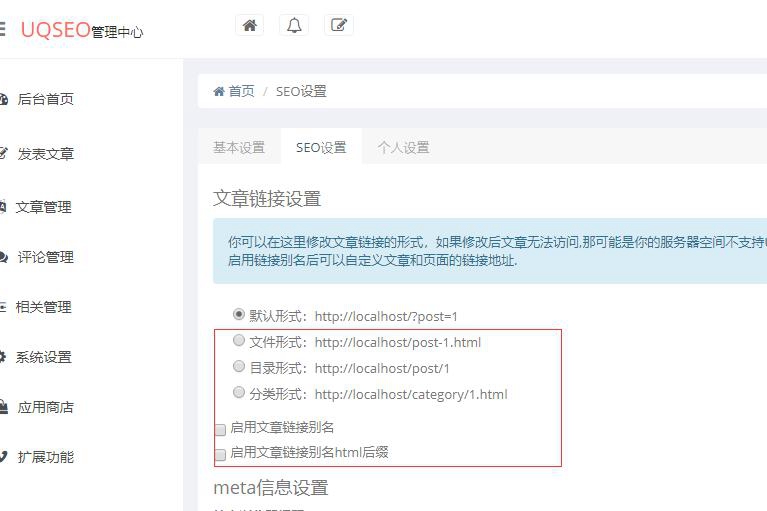 UQSEO管理中心
首页 / SEO设置
后台首页
发表文章
文章管理
评论管理
相关管理
系统设置
应用商店
扩展功能
基本设置 SEO设置 个人设置
文章链接设置
你可以在这里修改文章链接的形式，如果修改后文章无法访问,那可能是你的服务器空间不支持
启用链接别名后可以自定义文章和页面的链接地址.
默认形式：http://localhost/?post=1
文件形式：http://localhost/post-1.html
目录形式：http://localhost/post/1
分类形式：http://localhost/category/1.html
启用文章链接别名
启用文章链接别名html后缀
meta信息设置